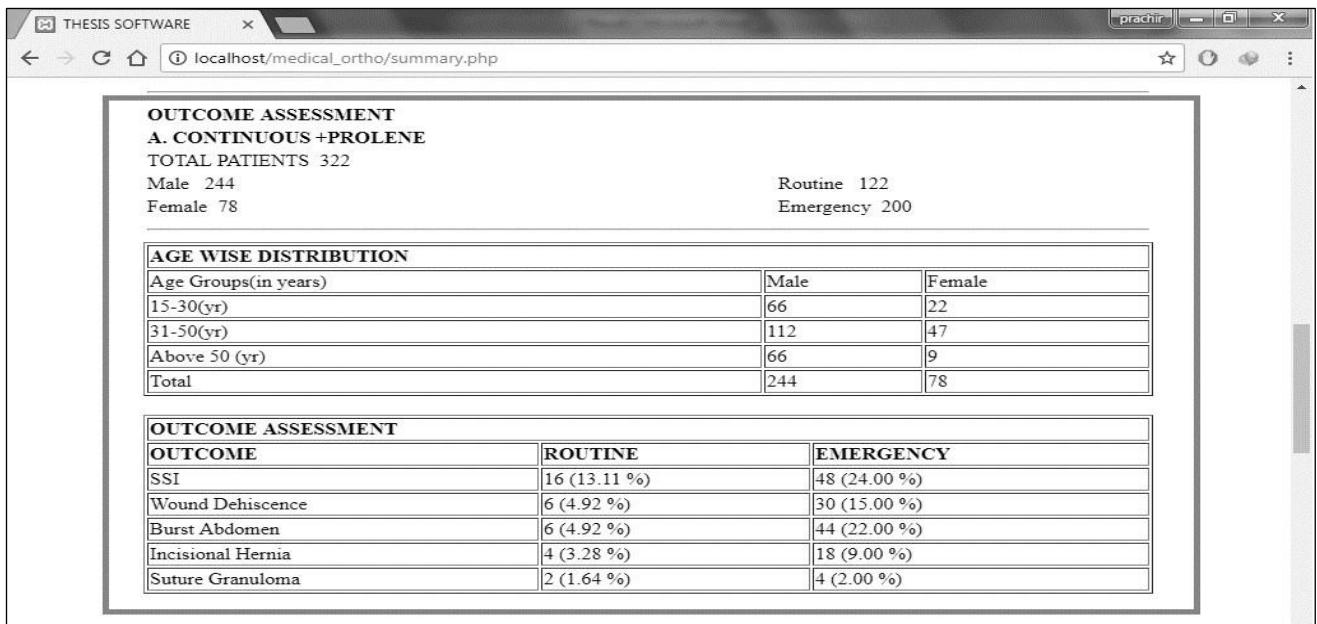 THESIS SOFTWARE
prachir
localhost/medical_ortho/summary.php
OUTCOME ASSESSMENT
A. CONTINUOUS +PROLENE
TOTAL PATIENTS 322
Male 244 Routine 122
Female 78 Emergency 200
AGE WISE DISTRIBUTION
Age Groups(in years) Male Female
15-30(yr) 66 22
31-50(yr) 112 47
Above 50 (yr) 66 9
Total 244 78
OUTCOME ASSESSMENT
OUTCOME ROUTINE EMERGENCY
SSI 16 (13.11 %) 48 (24.00 %)
Wound Dehiscence 6 (4.92 %) 30 (15.00 %)
Burst Abdomen 6 (4.92 %) 44 (22.00 %)
Incisional Hernia 4 (3.28 %) 18 (9.00 %)
Suture Granuloma 2 (1.64 %) 4 (2.00 %)